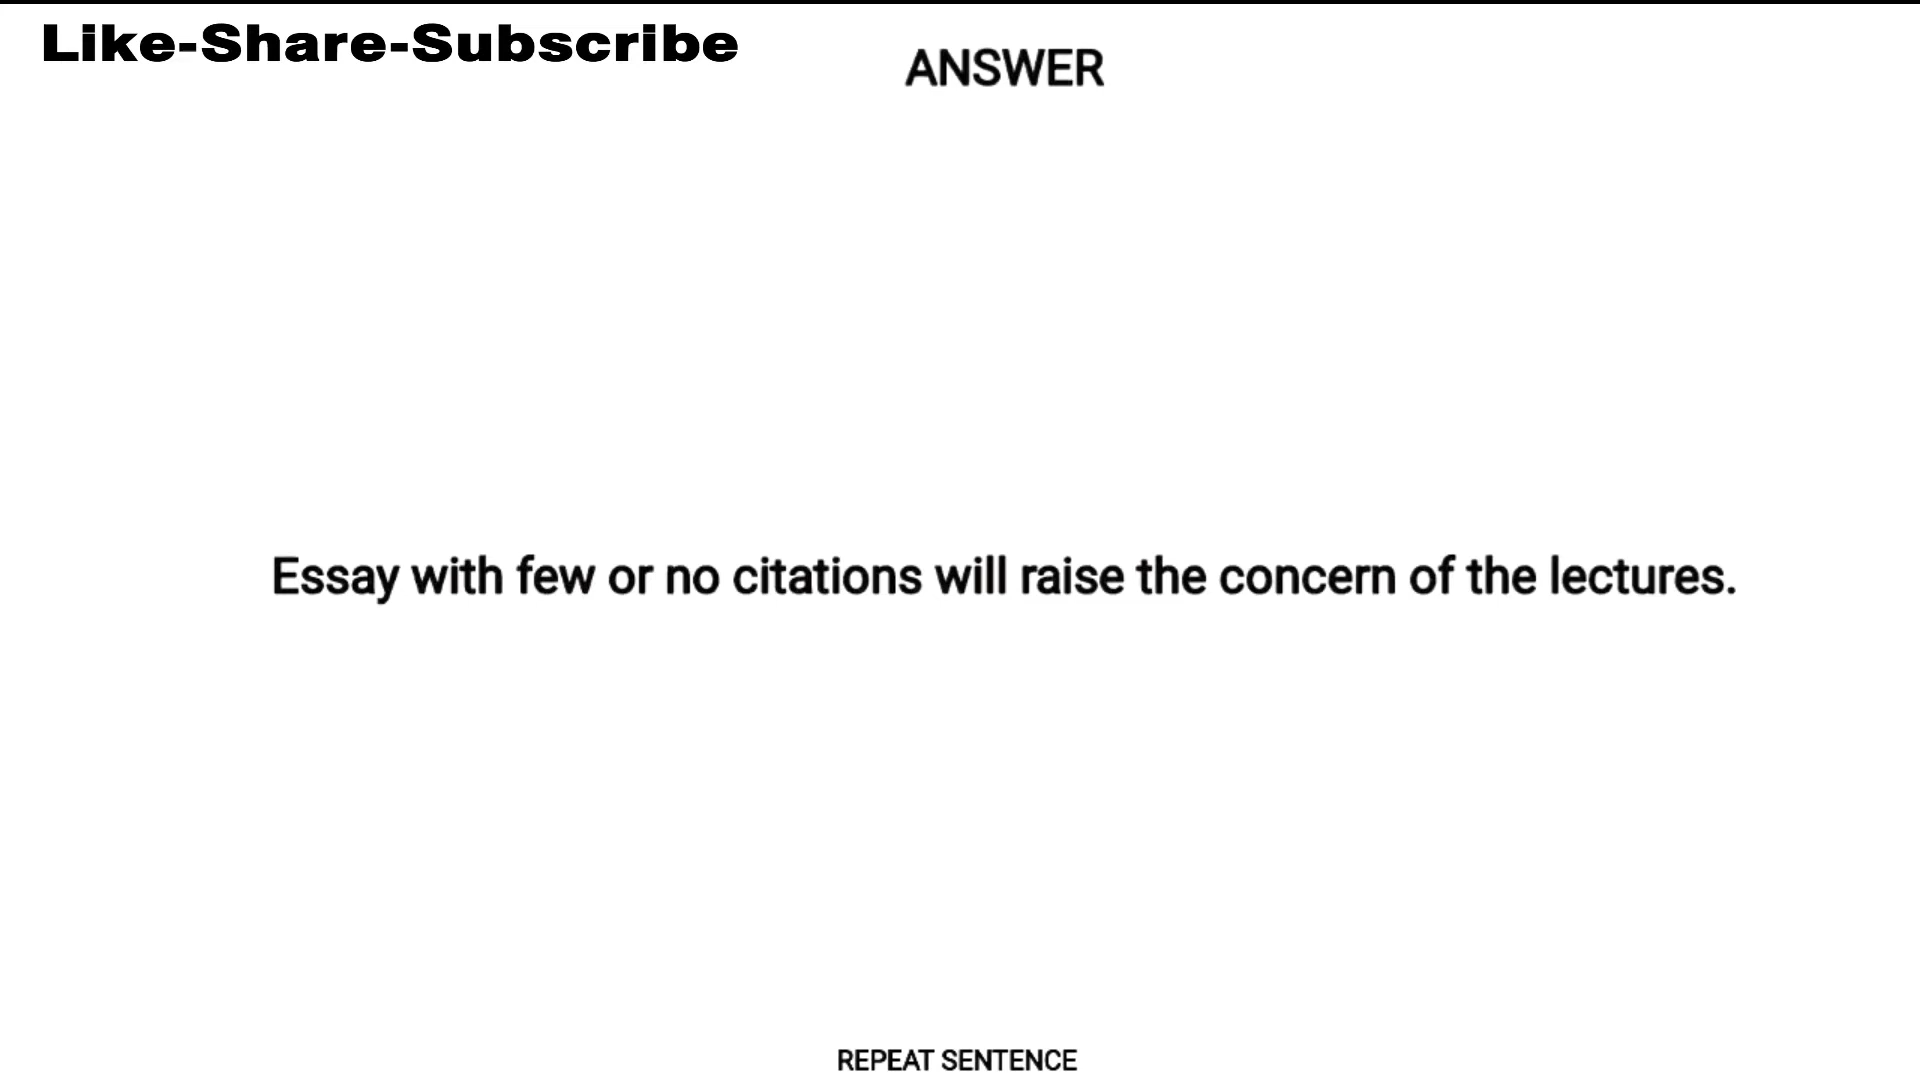 Like-Share-Subscribe
ANSWER
Essay with few or no citations will raise the concern of the lectures.
REPEAT SENTENCE